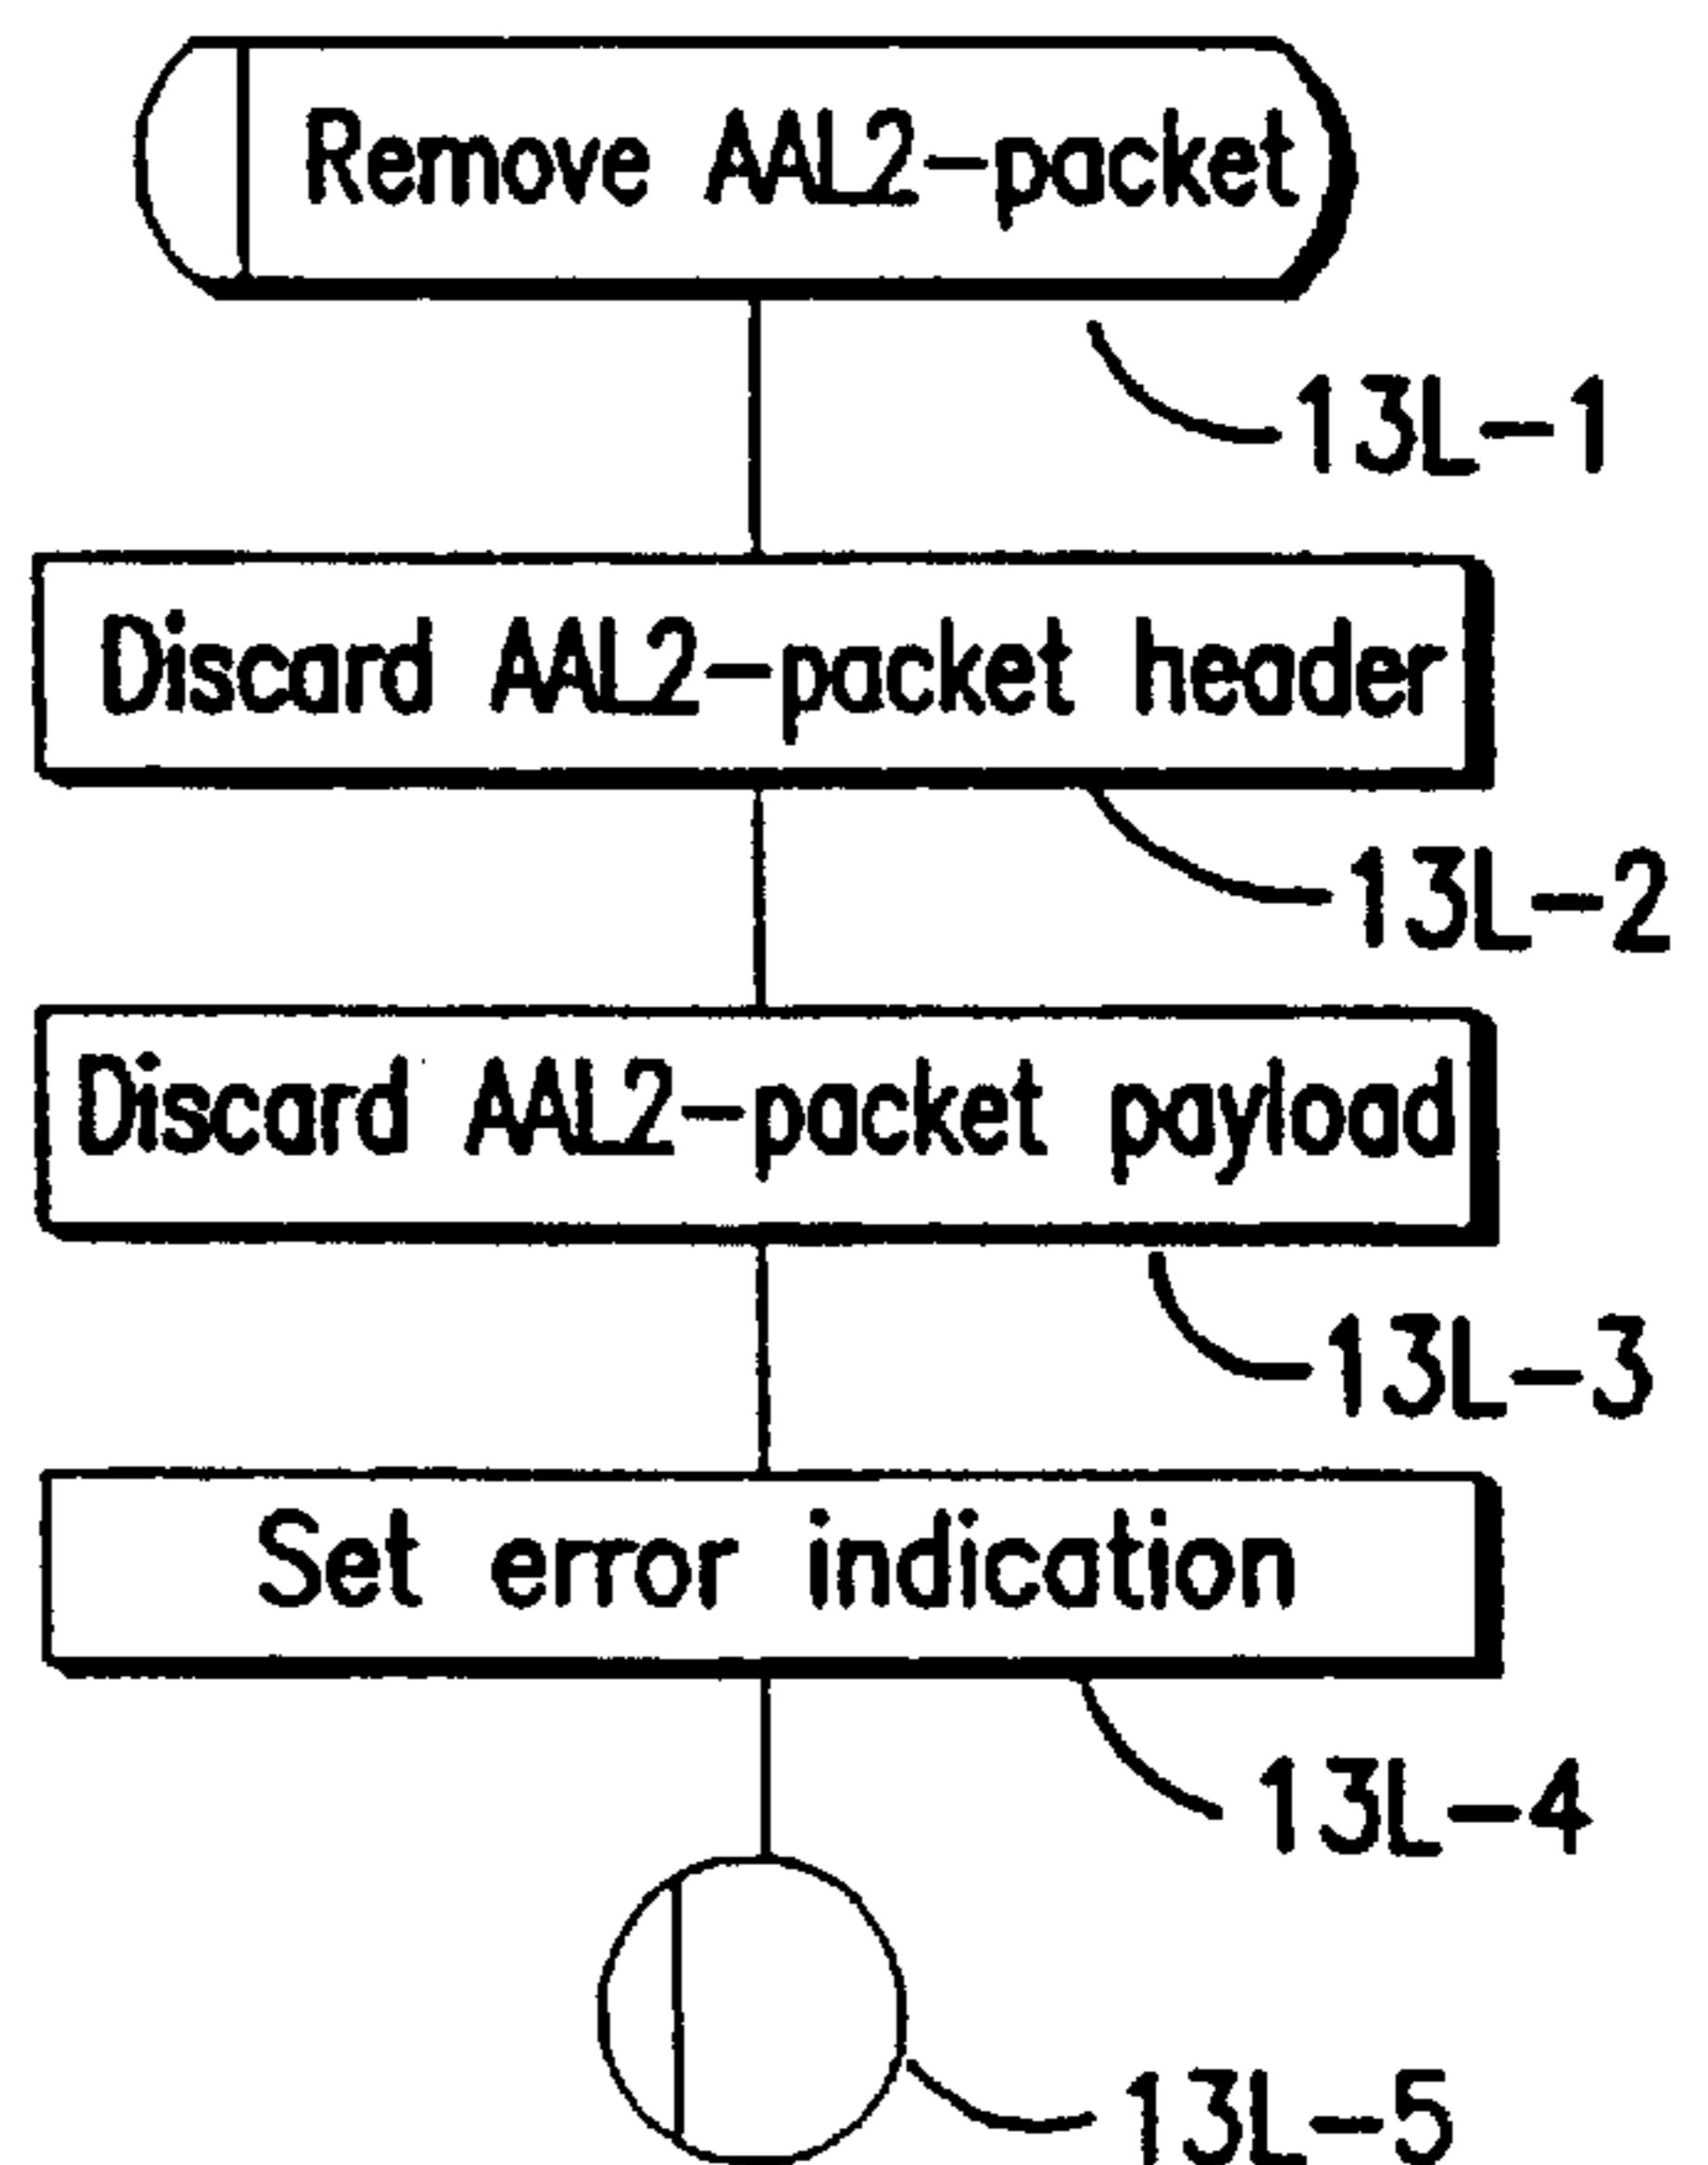 Remove AAL2-packet
13L-1
Discard AAL2-packet header
13L-2
Discard AAL2-packet payload
13L-3
Set error indication
13L-4
13L-5